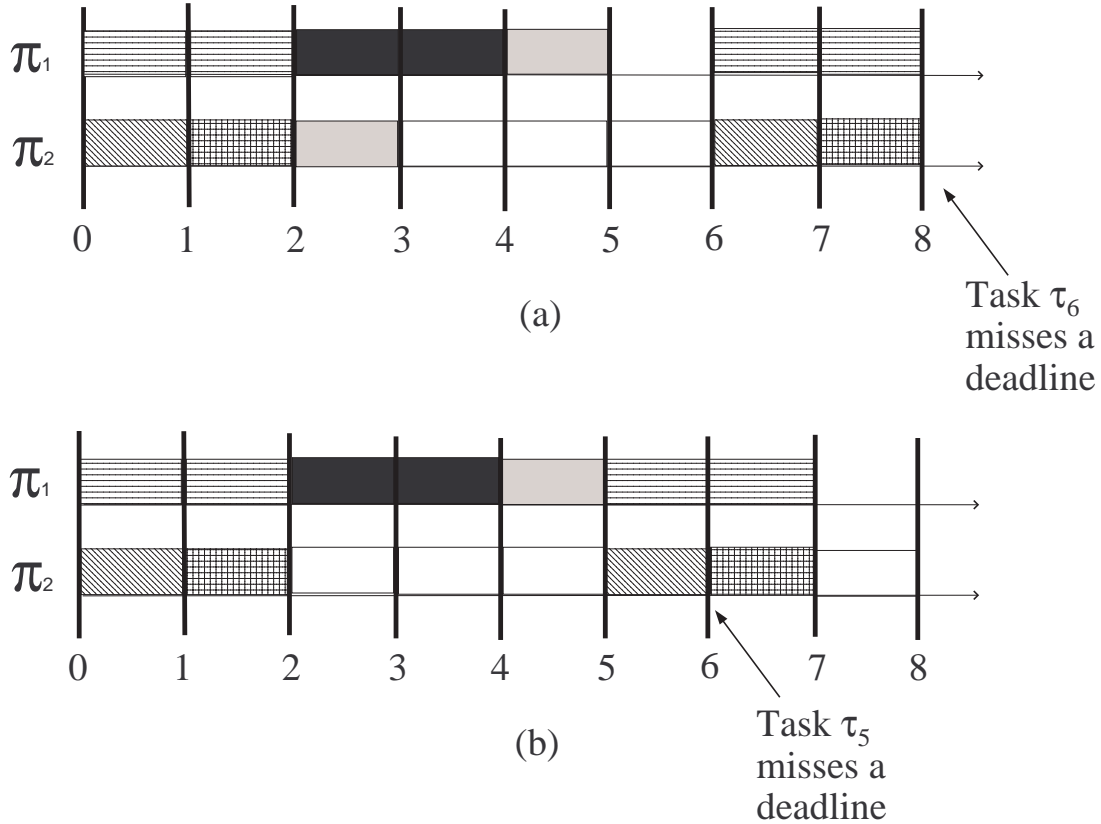 π1
π2
0 1 2 3 4 5 6 7 8
(a)
Task τ6
misses a
deadline
π1
π2
0 1 2 3 4 5 6 7 8
(b)
Task τ5
misses a
deadline